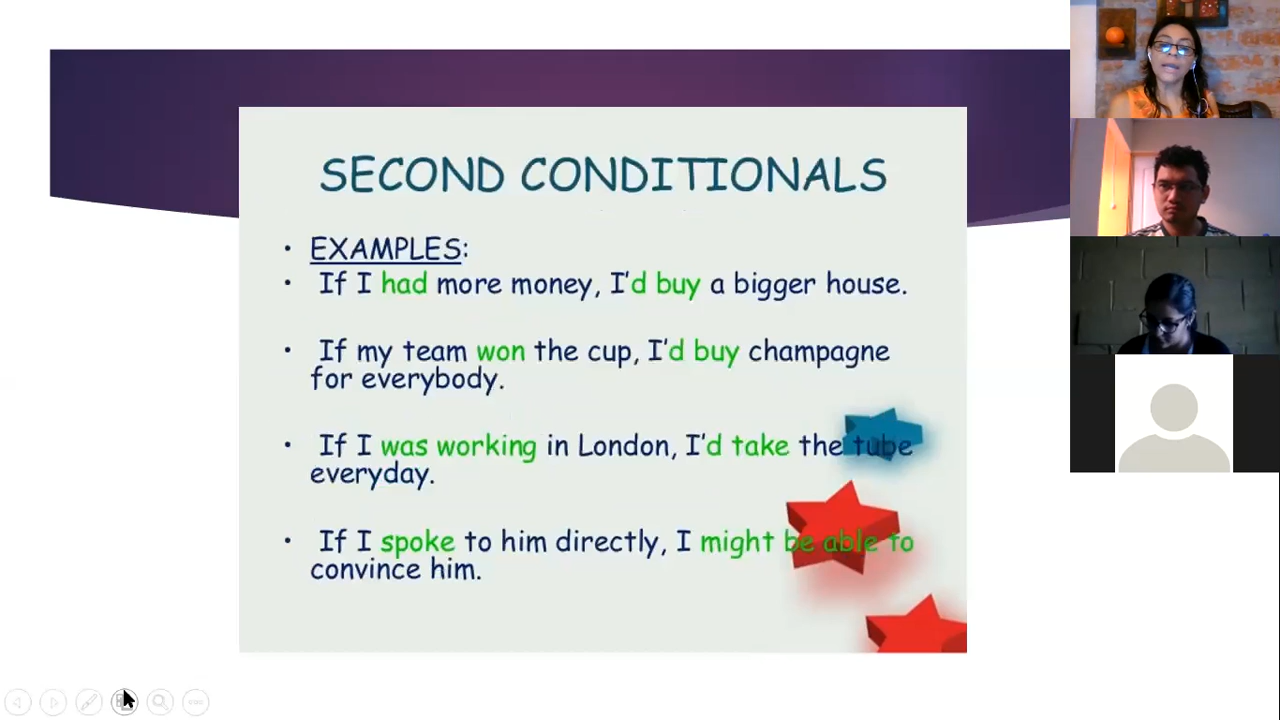 SECOND CONDITIONALS
• EXAMPLES:
• If I had more money, I'd buy a bigger house.
• If my team won the cup, I'd buy champagne
for everybody.
• If I was working in London, I'd take the tube
everyday.
• If I spoke to him directly, I might be able to
convince him.